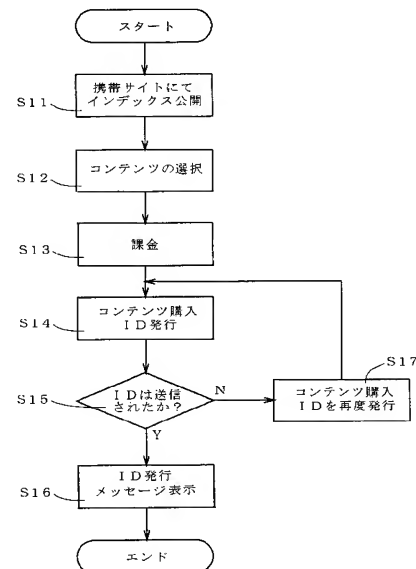 スタート
S11
携帯サイトにて
インデックス公開
S12
コンテンツの選択
S13
課金
S14
コンテンツ購入
ID発行
S15
IDは送信
されたか?
N
Y
S17
コンテンツ購入
IDを再度発行
S16
ID発行
メッセージ表示
エンド